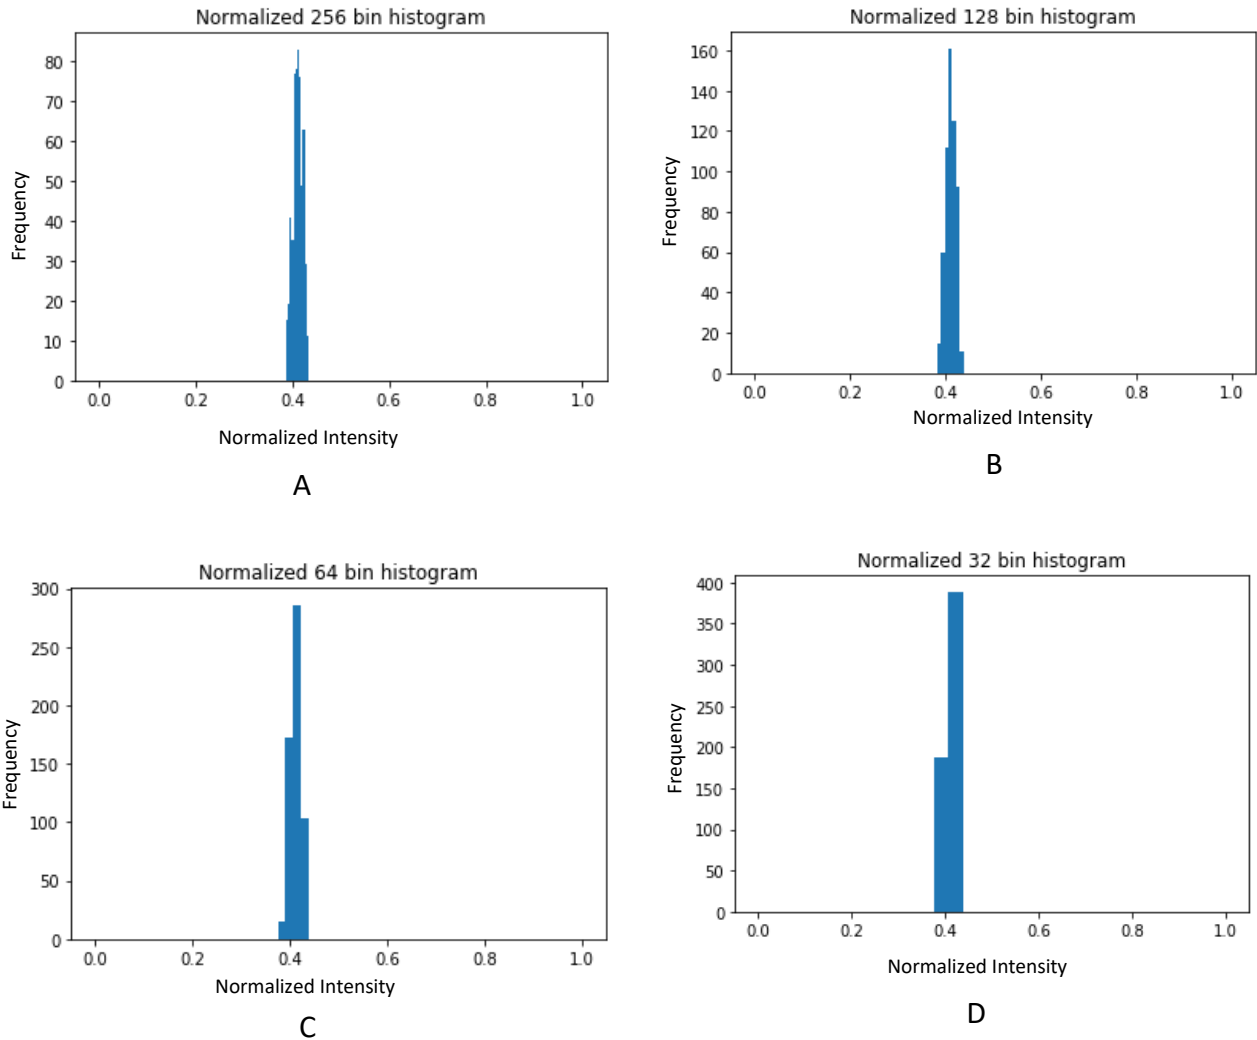 Normalized 256 bin histogram
80
70
60
50
40
30
20
10
0
Frequency
0.0 0.2 0.4 0.6 0.8 1.0
Normalized Intensity
A
Normalized 128 bin histogram
160
140
120
100
80
60
40
20
0
Frequency
0.0 0.2 0.4 0.6 0.8 1.0
Normalized Intensity
B
Normalized 64 bin histogram
300
250
200
150
100
50
0
Frequency
0.0 0.2 0.4 0.6 0.8 1.0
Normalized Intensity
C
Normalized 32 bin histogram
400
350
300
250
200
150
100
50
0
Frequency
0.0 0.2 0.4 0.6 0.8 1.0
Normalized Intensity
D